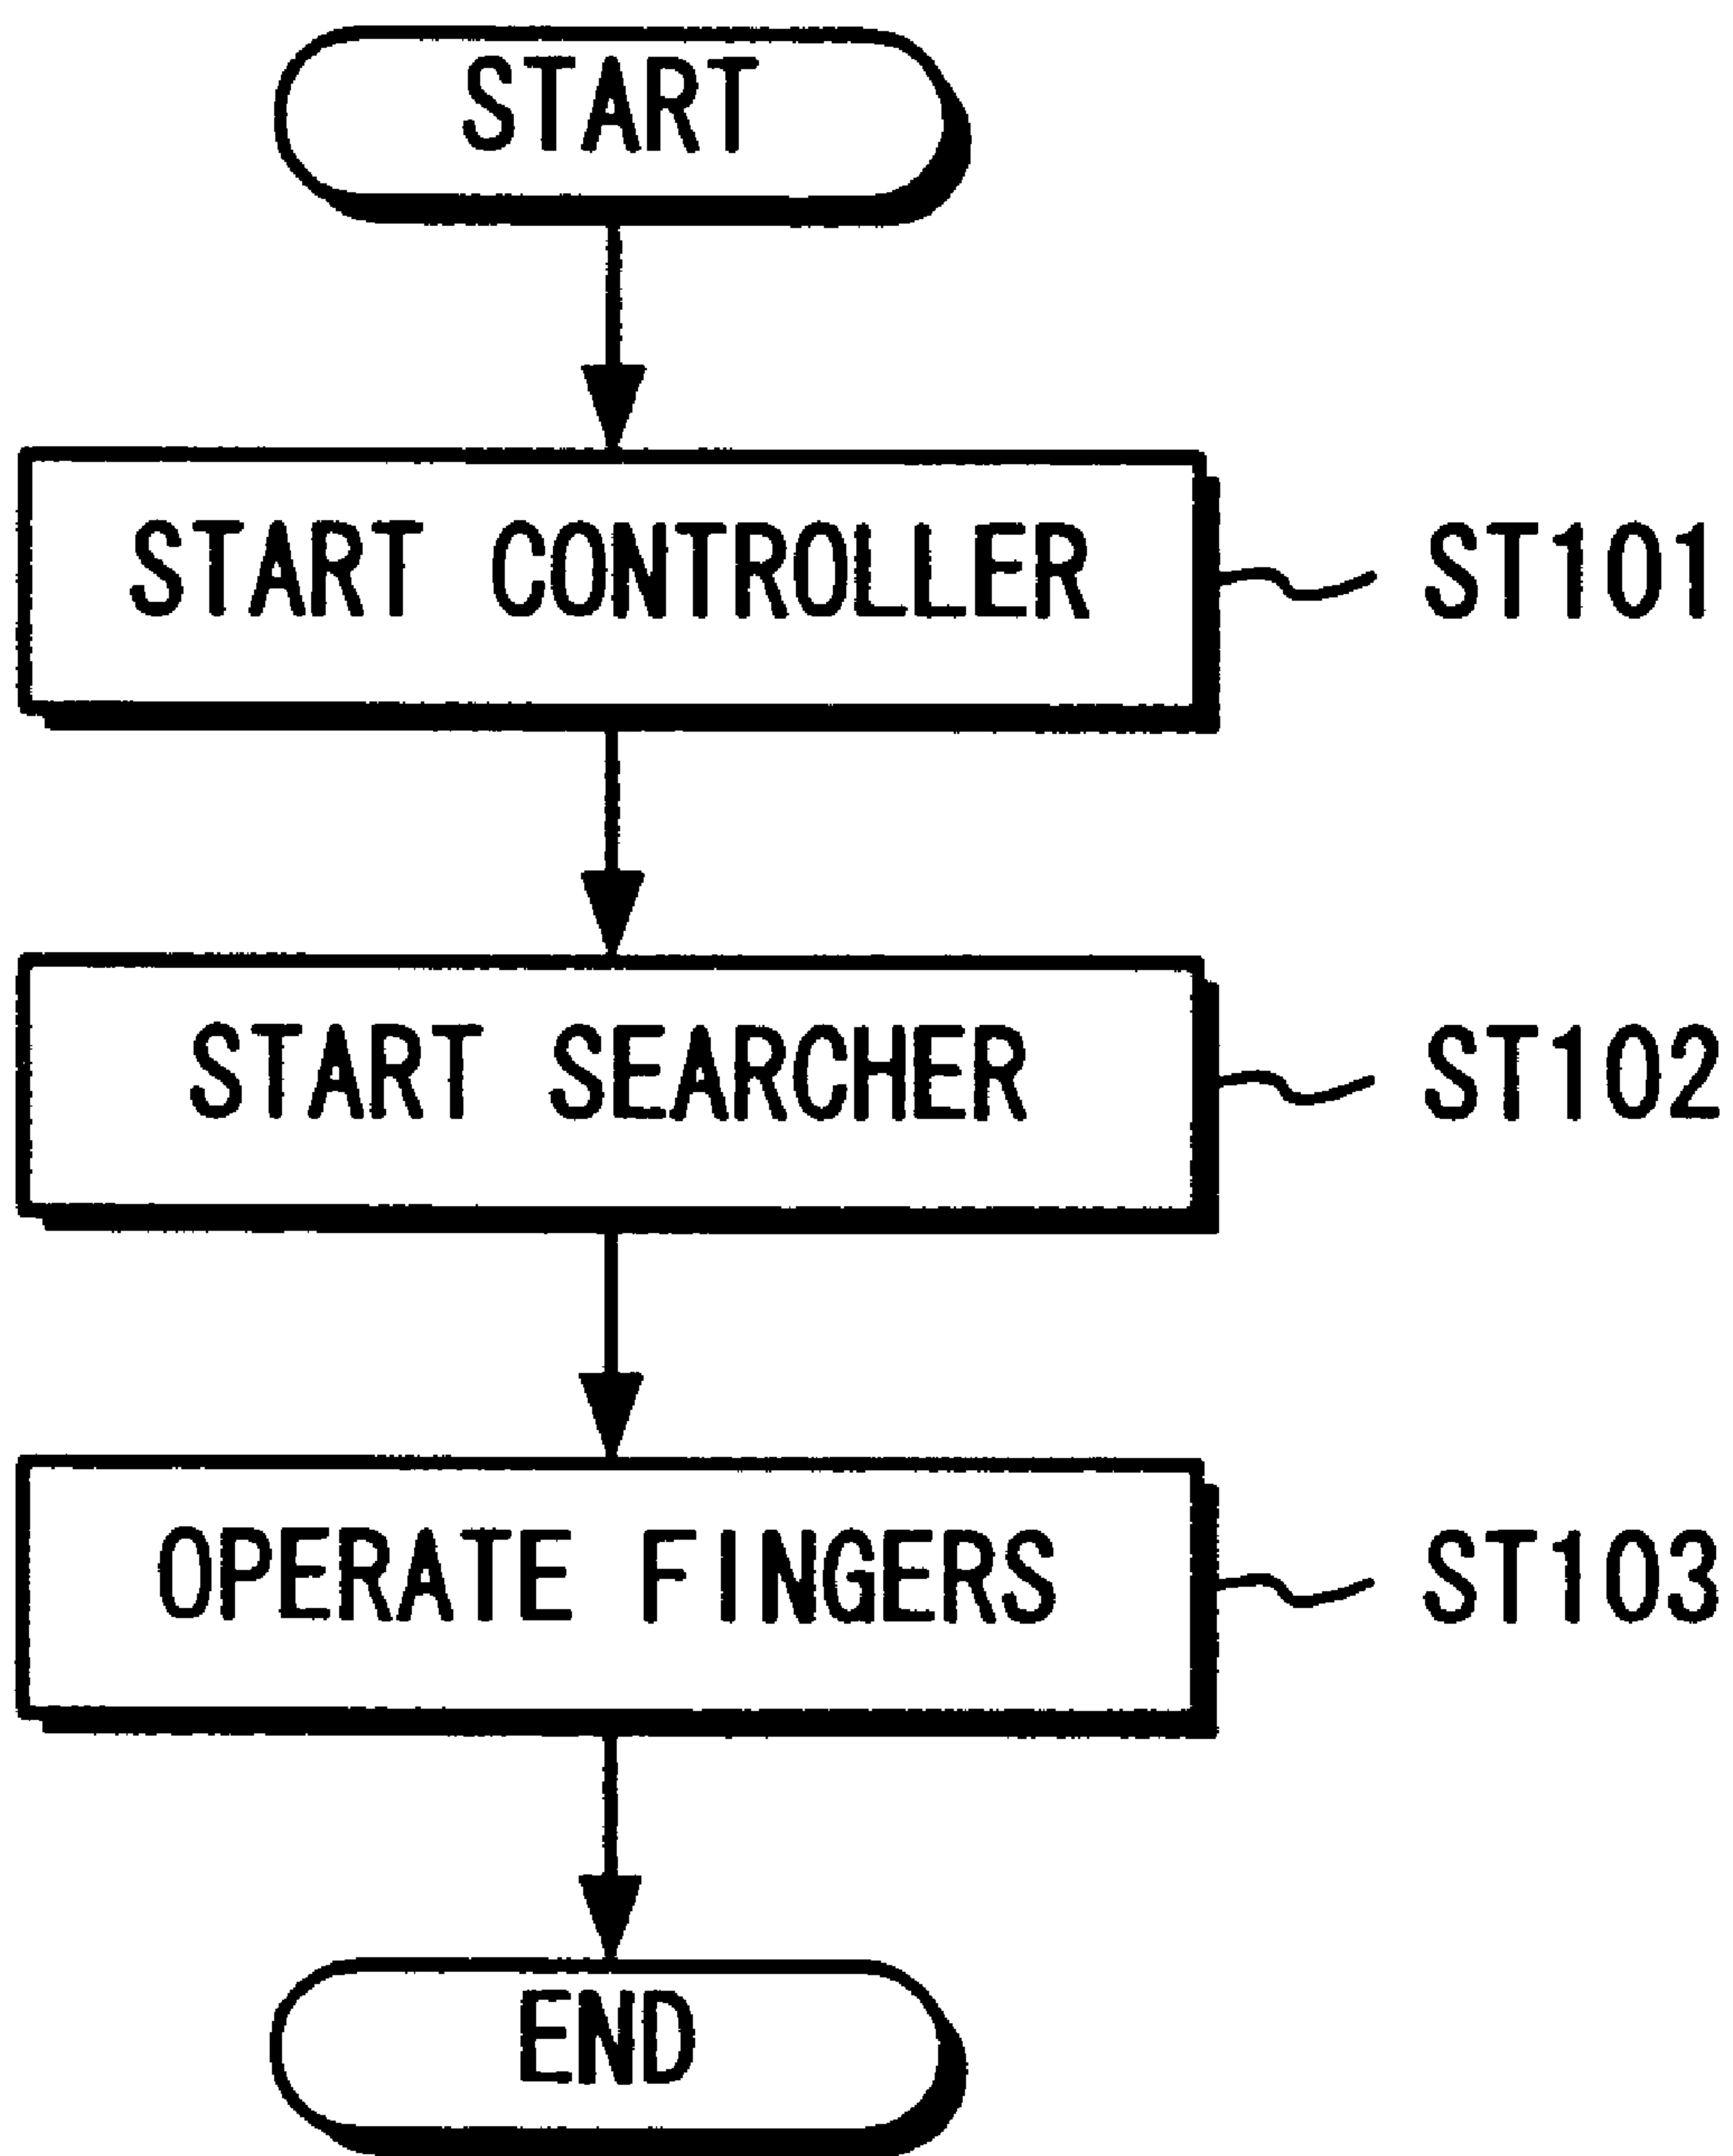 START
START CONTROLLER ST101
START SEARCHER ST102
OPERATE FINGERS ST103
END